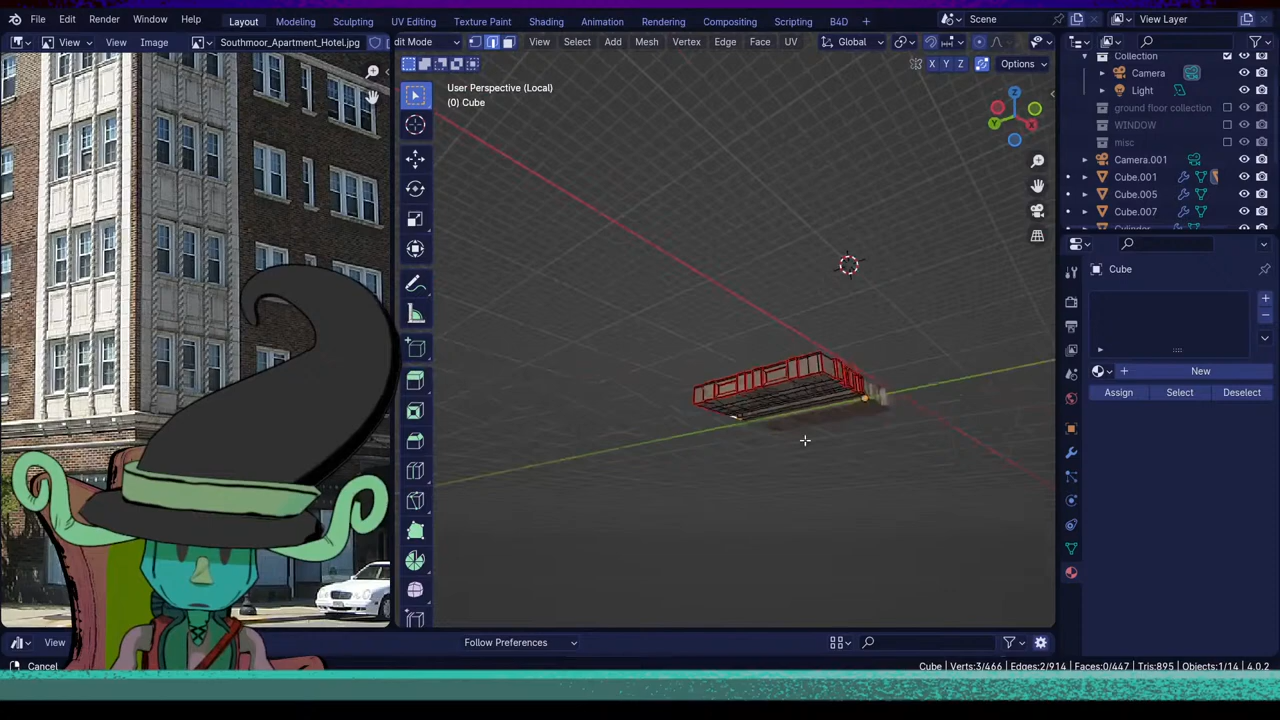 File Edit Render Window Help Layout Modeling Sculpting UV Editing Texture Paint Shading Animation Rendering Compositing Scripting B4D + Scene View Layer
View View Image Southmoor_Apartment_Hotel.jpg dit Mode View Select Add Mesh Vertex Edge Face UV Global
X Y Z Options
User Perspective (Local)
(0) Cube
Z
Y
X
Collection
Camera
Light
ground floor collection
WINDOW
misc
Camera.001
Cube.001
Cube.005
Cube.007
Cube
New
Assign Select Deselect
View Follow Preferences
Cancel Cube | Verts:3/466 | Edges:2/914 | Faces:0/447 | Tris:895 | Objects:1/14 | 4.0.2